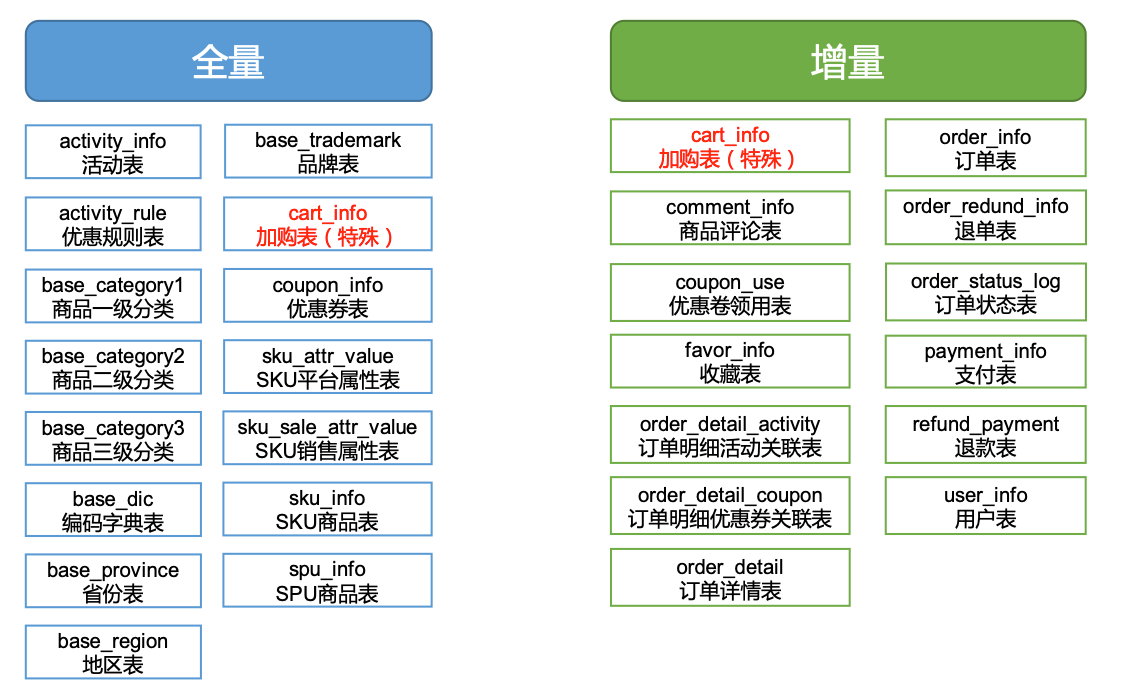 全量
activity_info
活动表
base_trademark
品牌表
activity_rule
优惠规则表
cart_info
加购表（特殊）
base_category1
商品一级分类
coupon_info
优惠券表
base_category2
商品二级分类
sku_attr_value
SKU平台属性表
base_category3
商品三级分类
sku_sale_attr_value
SKU销售属性表
base_dic
编码字典表
sku_info
SKU商品表
base_province
省份表
spu_info
SPU商品表
base_region
地区表
增量
cart_info
加购表（特殊）
order_info
订单表
comment_info
商品评论表
order_redund_info
退单表
coupon_use
优惠卷领用表
order_status_log
订单状态表
favor_info
收藏表
payment_info
支付表
order_detail_activity
订单明细活动关联表
refund_payment
退款表
order_detail_coupon
订单明细优惠券关联表
user_info
用户表
order_detail
订单详情表